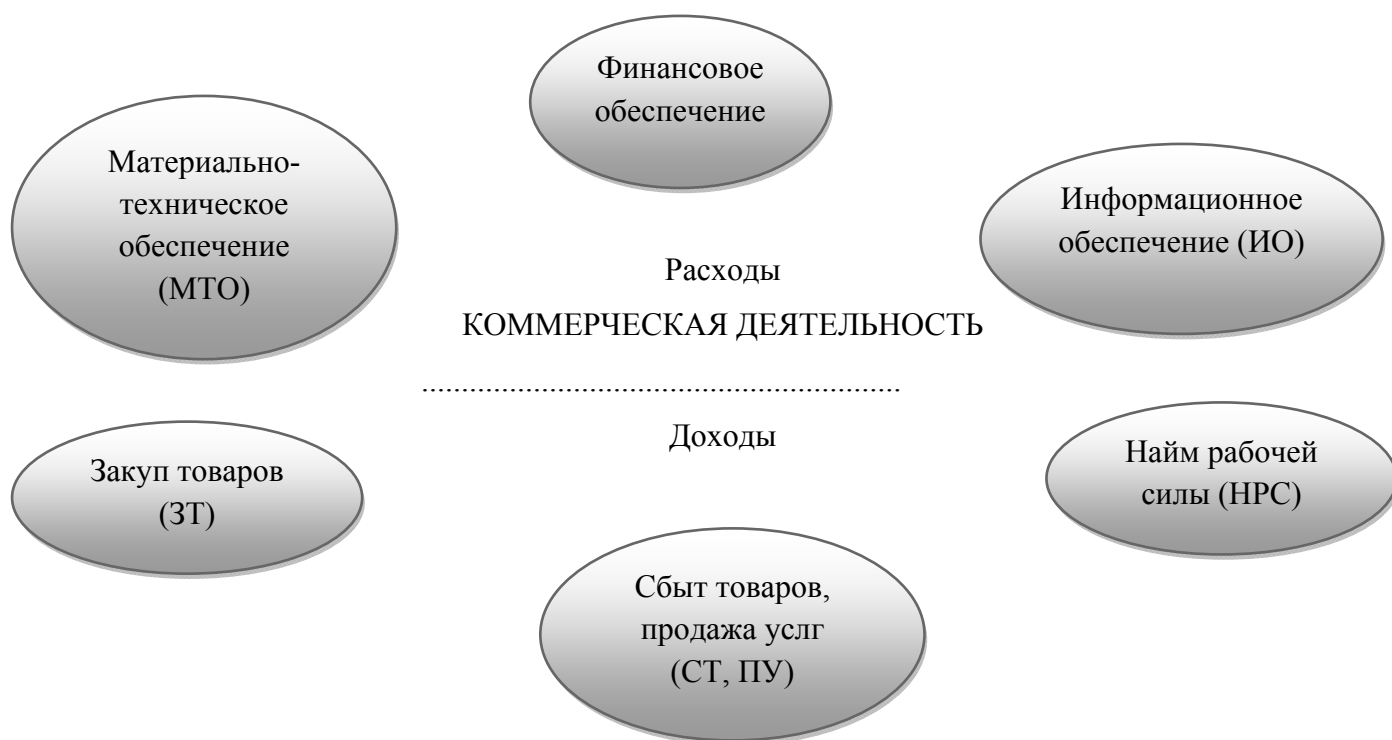 Финансовое
обеспечение
Материально-
техническое
обеспечение
(МТО)
Информационное
обеспечение (ИО)
Расходы
КОММЕРЧЕСКАЯ ДЕЯТЕЛЬНОСТЬ
............................................................
Доходы
Закуп товаров
(ЗТ)
Найм рабочей
силы (НРС)
Сбыт товаров,
продажа услг
(СТ, ПУ)